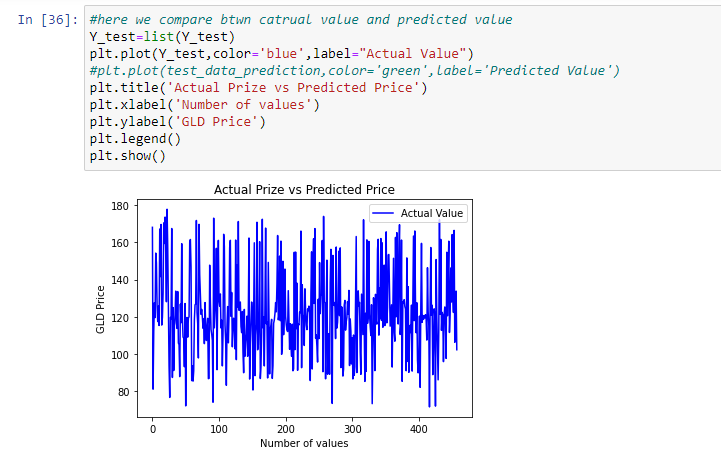 In [36]: #here we compare btwn catrual value and predicted value
Y_test=list(Y_test)
plt.plot(Y_test,color='blue',label="Actual Value")
#plt.plot(test_data_prediction,color='green',label='Predicted Value')
plt.title('Actual Prize vs Predicted Price')
plt.xlabel('Number of values')
plt.ylabel('GLD Price')
plt.legend()
plt.show()
Actual Prize vs Predicted Price
Actual Value
180
160
140
120
100
80
GLD Price
0 100 200 300 400
Number of values